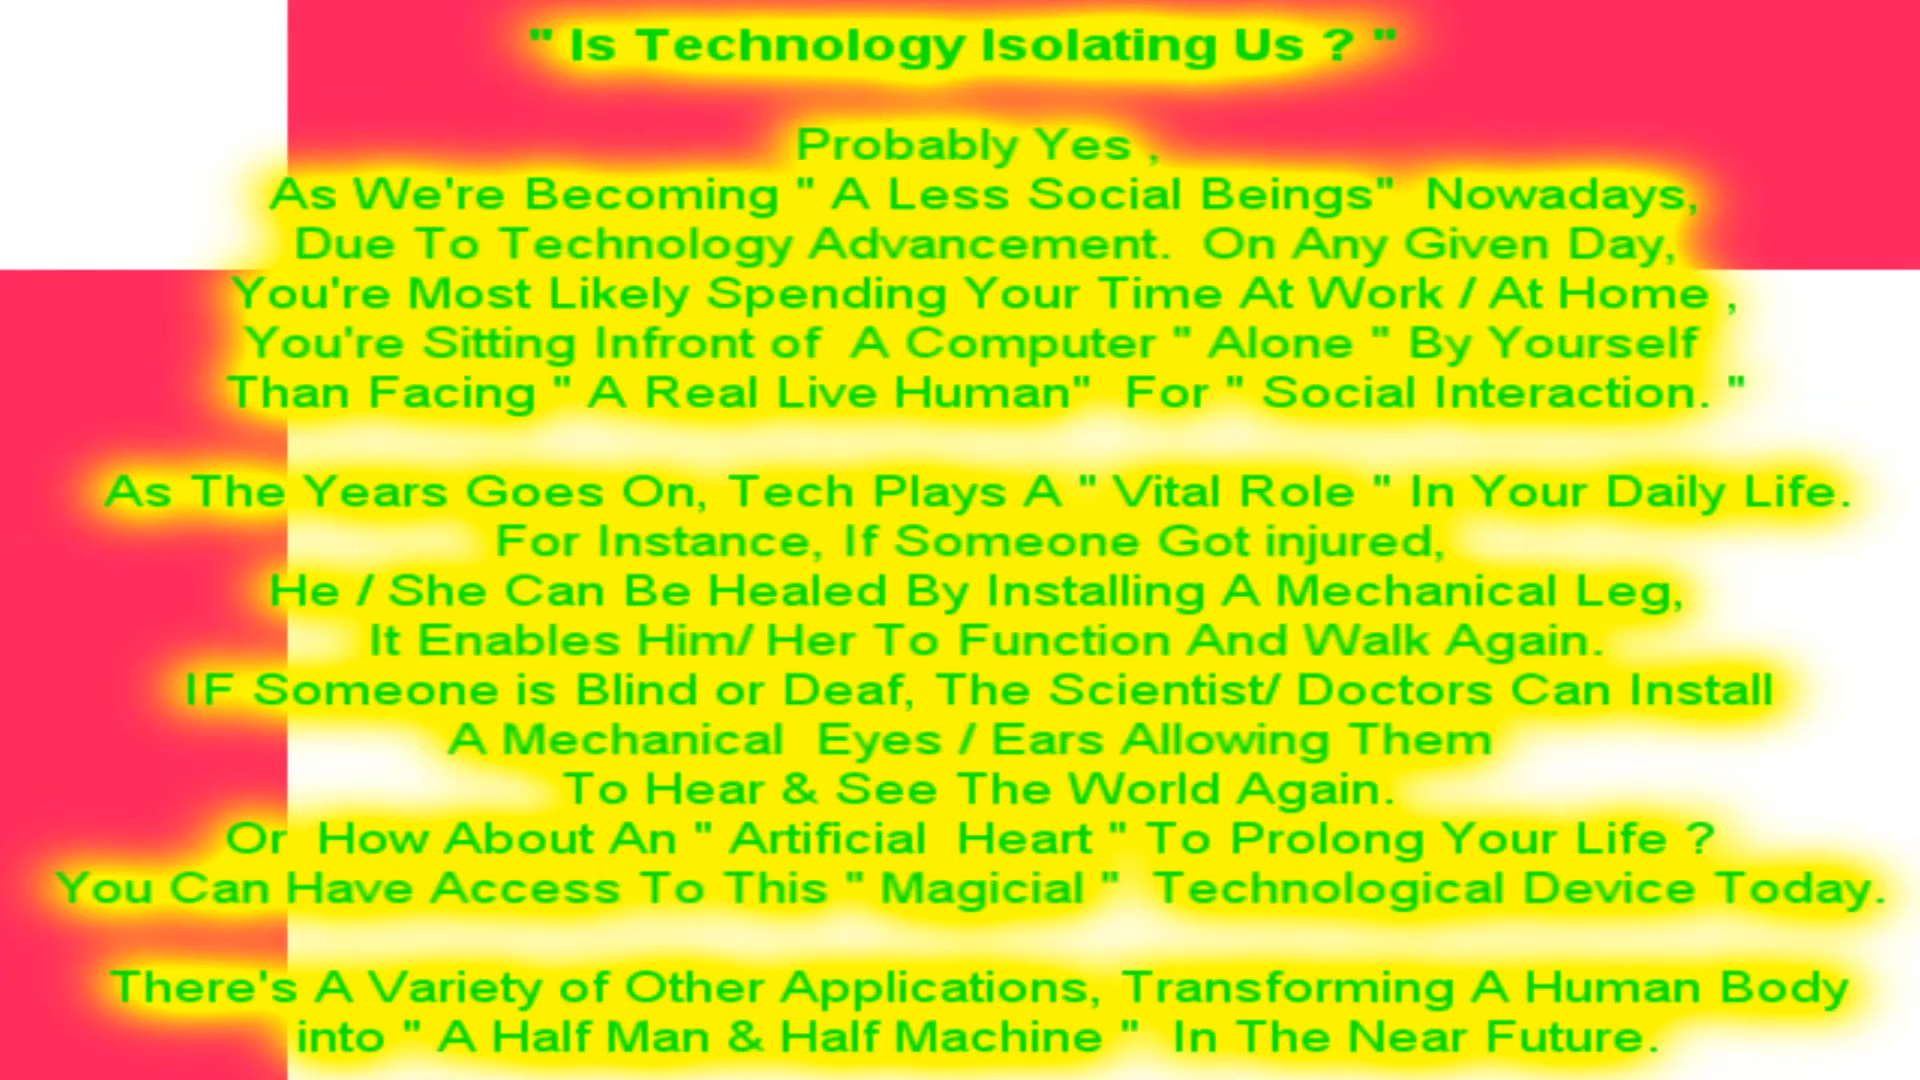 " Is Technology Isolating Us ? "
Probably Yes ,
As We're Becoming " A Less Social Beings" Nowadays,
Due To Technology Advancement. On Any Given Day,
You're Most Likely Spending Your Time At Work / At Home ,
You're Sitting Infront of A Computer " Alone " By Yourself
Than Facing " A Real Live Human" For " Social Interaction. "
As The Years Goes On, Tech Plays A " Vital Role " In Your Daily Life.
For Instance, If Someone Got injured,
He / She Can Be Healed By Installing A Mechanical Leg,
It Enables Him/ Her To Function And Walk Again.
IF Someone is Blind or Deaf, The Scientist/ Doctors Can Install
A Mechanical Eyes / Ears Allowing Them
To Hear & See The World Again.
Or How About An " Artificial Heart " To Prolong Your Life ?
You Can Have Access To This " Magicial " Technological Device Today.
There's A Variety of Other Applications, Transforming A Human Body
into " A Half Man & Half Machine " In The Near Future.